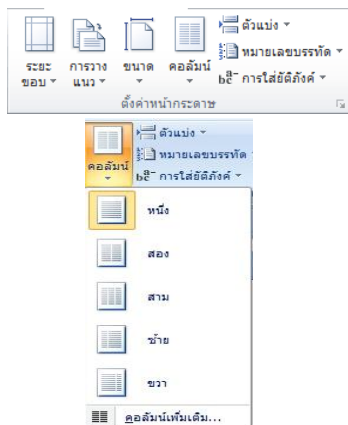 ระยะขอบ การวางแนว ขนาด คอลัมน์
ตัวแบ่ง
หมายเลขบรรทัด
bc a- การใส่ยัติภังค์
ตั้งค่าหน้ากระดาษ
คอลัมน์
ตัวแบ่ง
หมายเลขบรรทัด
bc a- การใส่ยัติภังค์
หนึ่ง
สอง
สาม
ซ้าย
ขวา
คอลัมน์เพิ่มเติม...